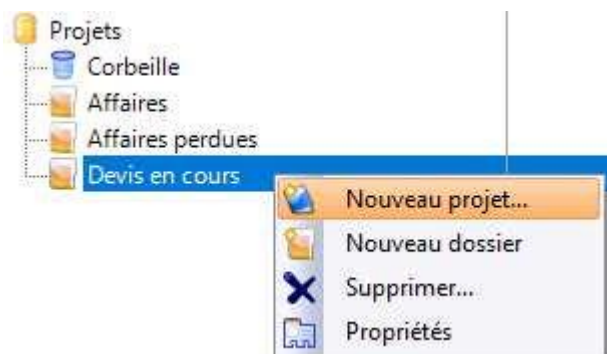 Projets
Corbeille
Affaires
Affaires perdues
Devis en cours
Nouveau projet...
Nouveau dossier
Supprimer...
Propriétés